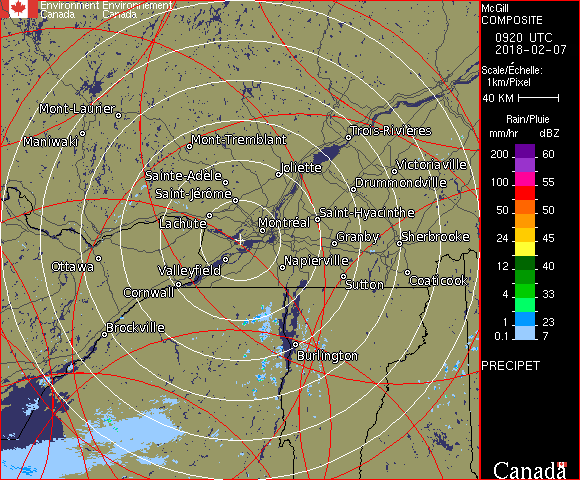 Environment Environnement
Canada Canada
McGill
COMPOSITE
0920 UTC
2018-02-07
Scale/Échelle:
1km/Pixel
40 KM
Rain/Pluie
mm/hr dBZ
200 60
100 55
50 50
24 45
12 40
4 33
1 23
0.1 7
PRECIPET
Canada
Mont-Laurier
Maniwaki
Mont-Tremblant
Trois-Rivières
Joliette
Victoriaville
Sainte-Adèle
Drummondville
Saint-Jérôme
Lachute
Saint-Hyacinthe
Montréal
Granby
Sherbrooke
Ottawa
Valleyfield
Napierville
Cornwall
Sutton
Coaticook
Brockville
Burlington